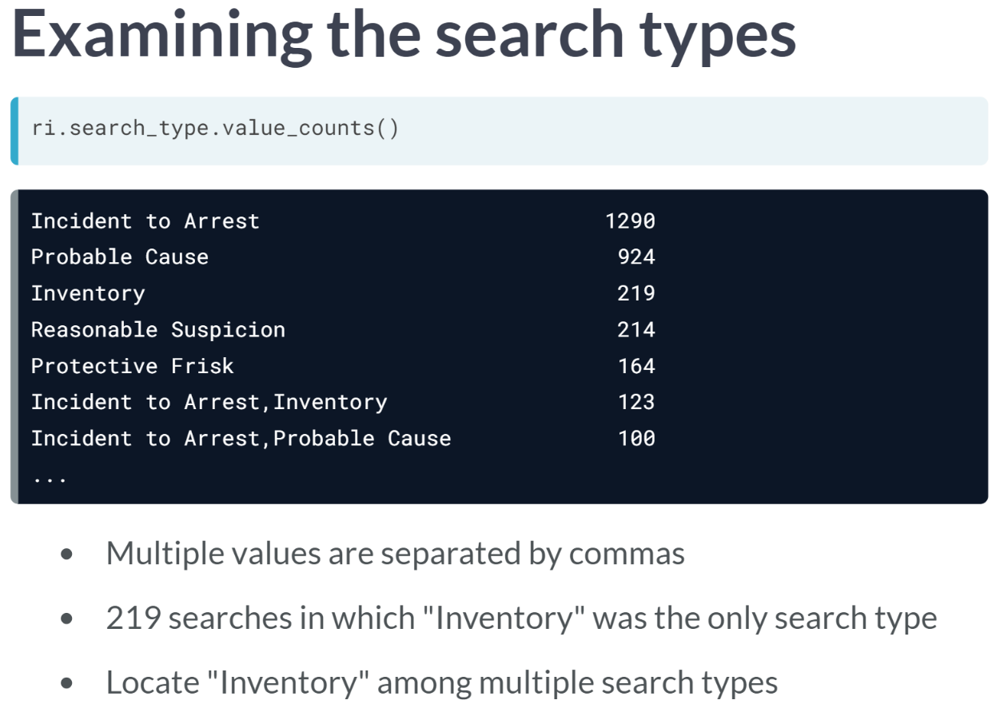 Examining the search types
ri.search_type.value_counts()
Incident to Arrest 1290
Probable Cause 924
Inventory 219
Reasonable Suspicion 214
Protective Frisk 164
Incident to Arrest,Inventory 123
Incident to Arrest,Probable Cause 100
...
• Multiple values are separated by commas
• 219 searches in which "Inventory" was the only search type
• Locate "Inventory" among multiple search types